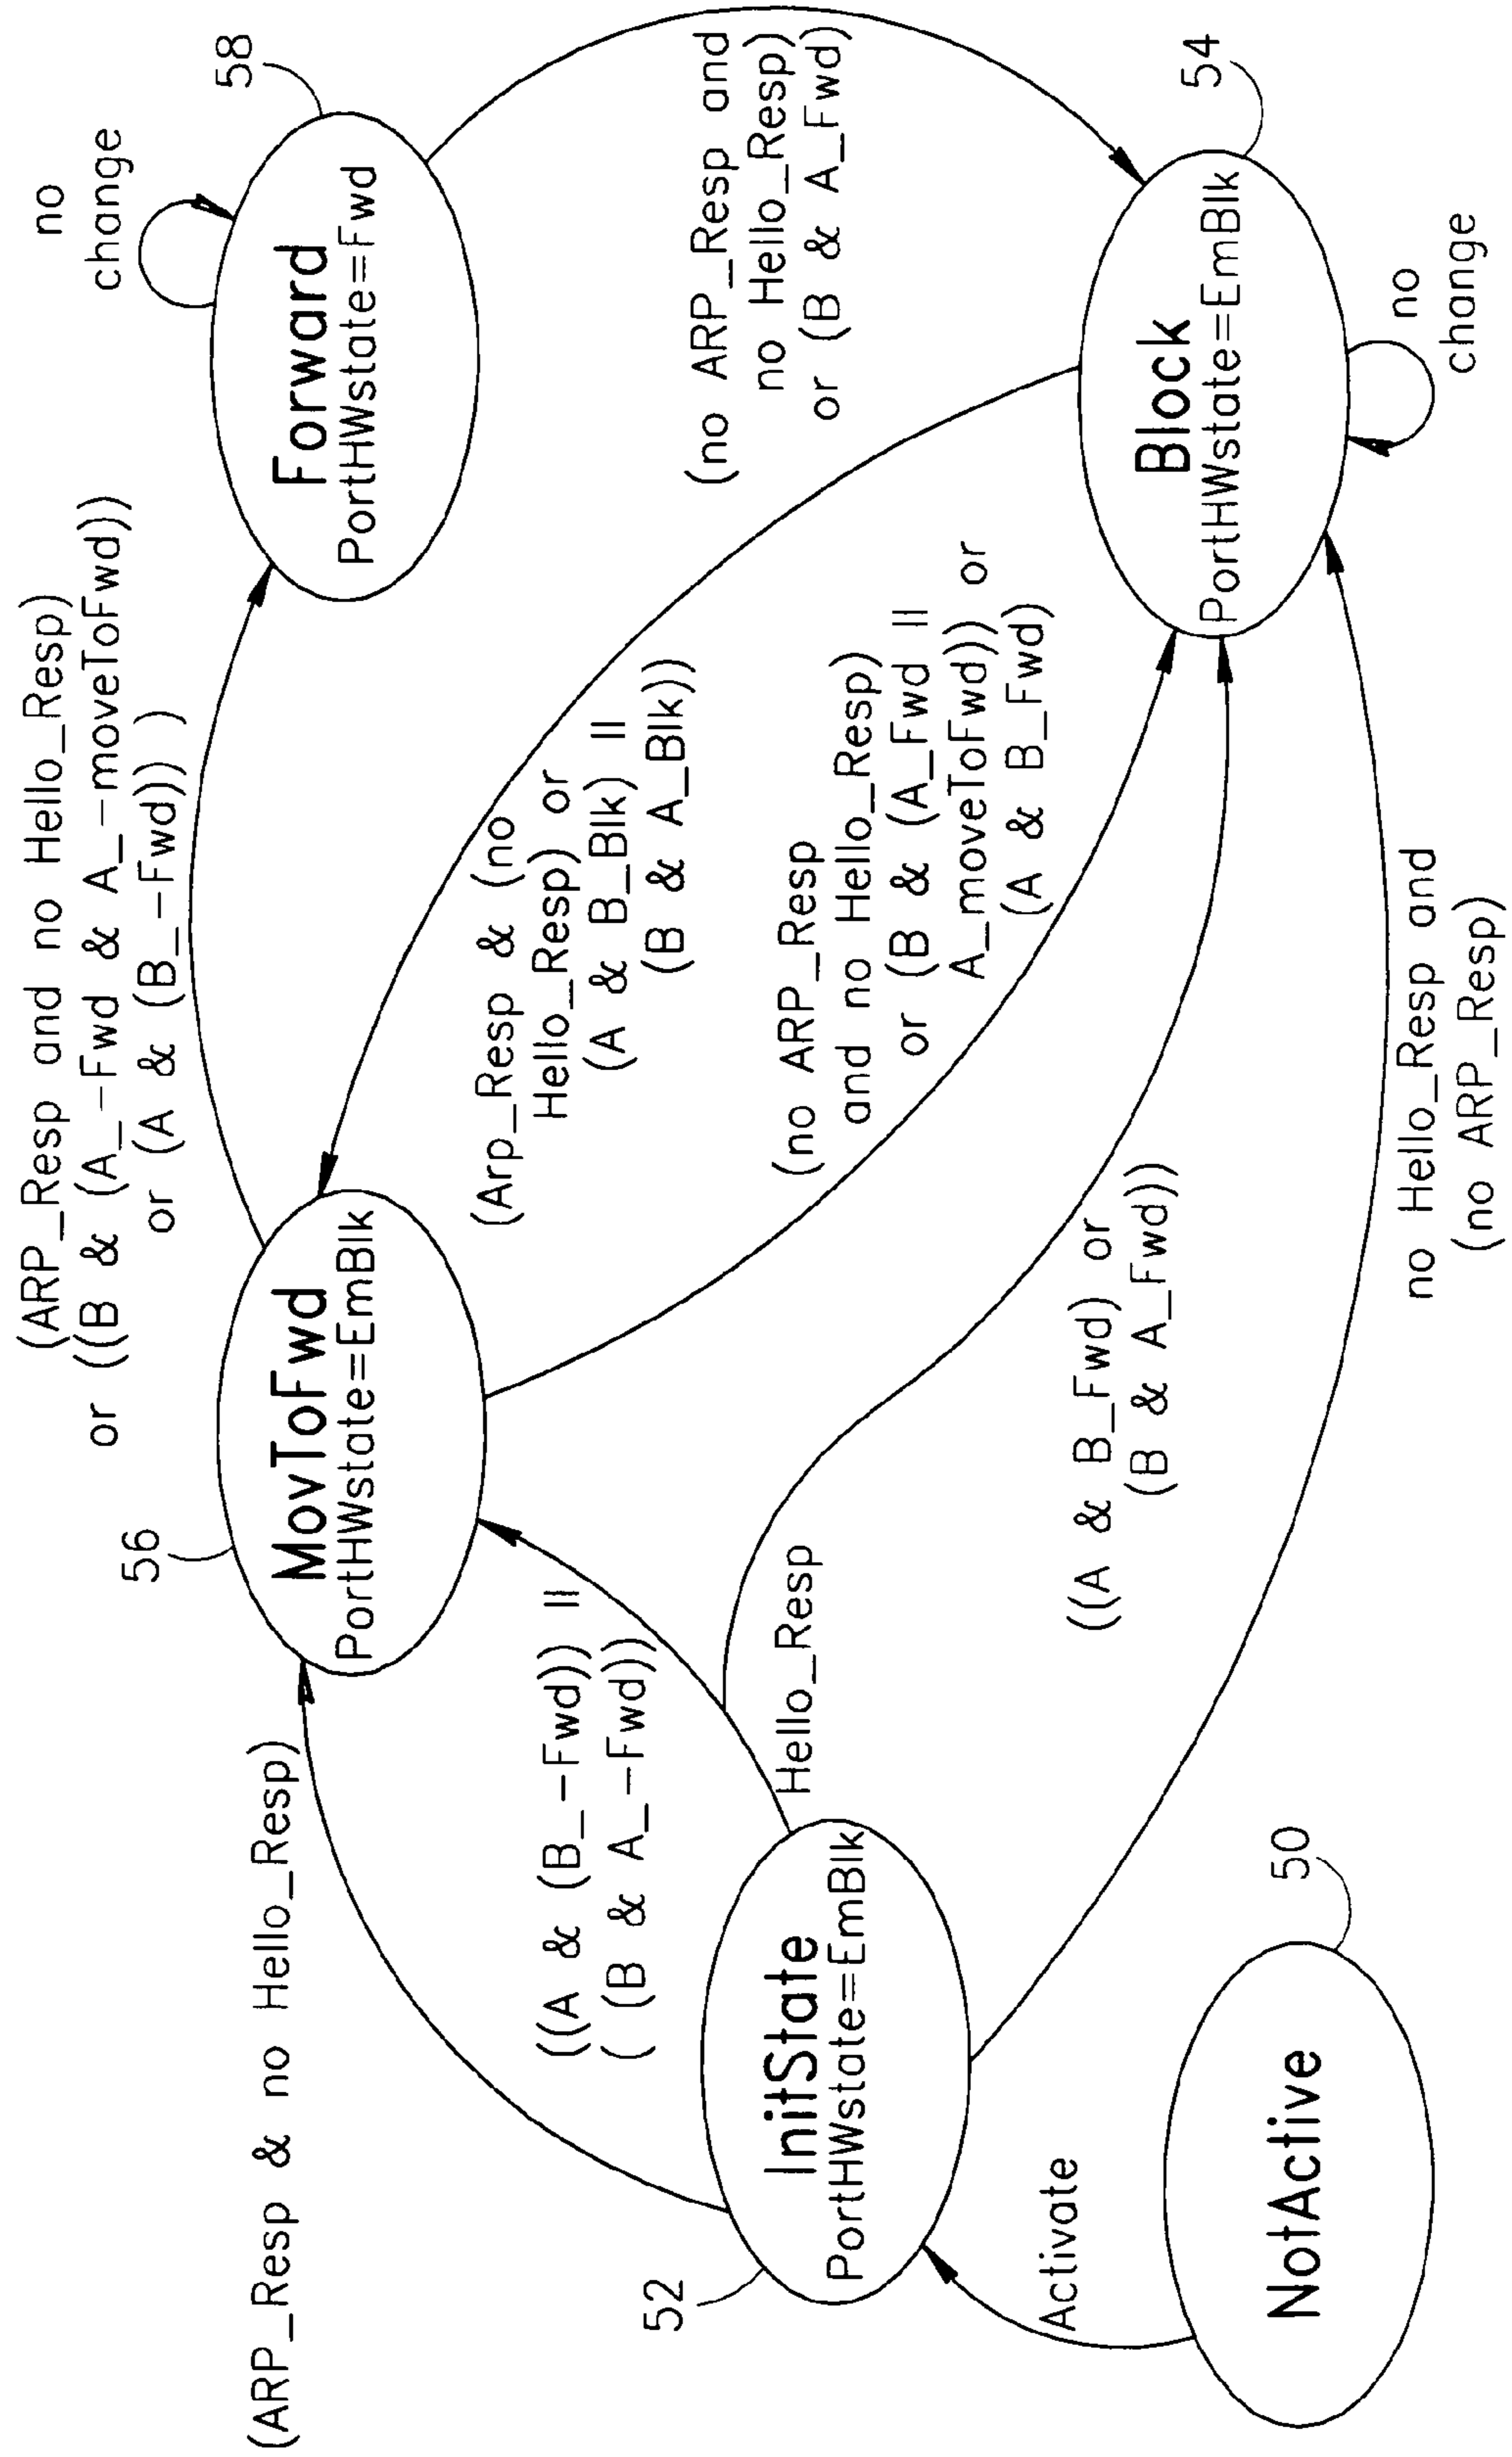 (ARP_Resp and no Hello_Resp)
or ((B & (A_-Fwd & A_-moveToFwd))
or (A & (B_-Fwd)) )
no
change
58
Forward
PortHWstate=Fwd
56
MovToFwd
PortHWstate=EmBlk
(ARP_Resp & no Hello_Resp)
(Arp_Resp & (no
Hello_Resp) or
(A & B_Blk) ||
(B & A_Blk))
(no ARP_Resp and
no Hello_Resp)
or (B & A_Fwd)
((A & (B_-Fwd)) ||
( (B & A_-Fwd))
Hello_Resp
(no ARP_Resp
and no Hello_Resp)
or (B & (A_Fwd ||
A_moveToFwd)) or
(A & B_Fwd)
52
InitState
PortHWstate=EmBlk
((A & B_Fwd) or
(B & A_Fwd))
54
Block
PortHWstate=EmBlk
no
change
Activate
50
NotActive
no Hello_Resp and
(no ARP_Resp)